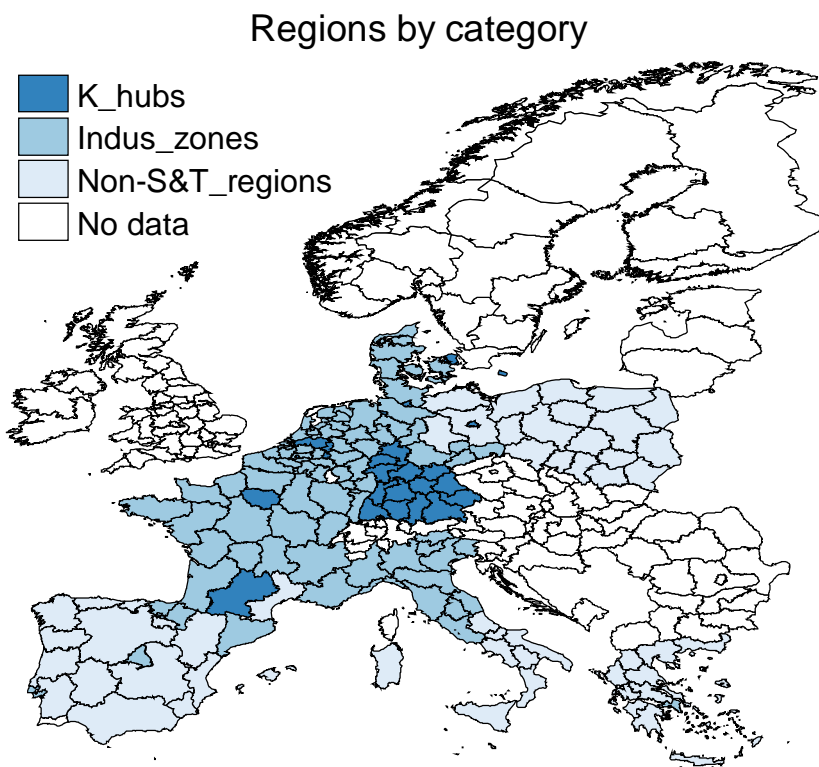 Regions by category
K_hubs
Indus_zones
Non-S&T_regions
No data